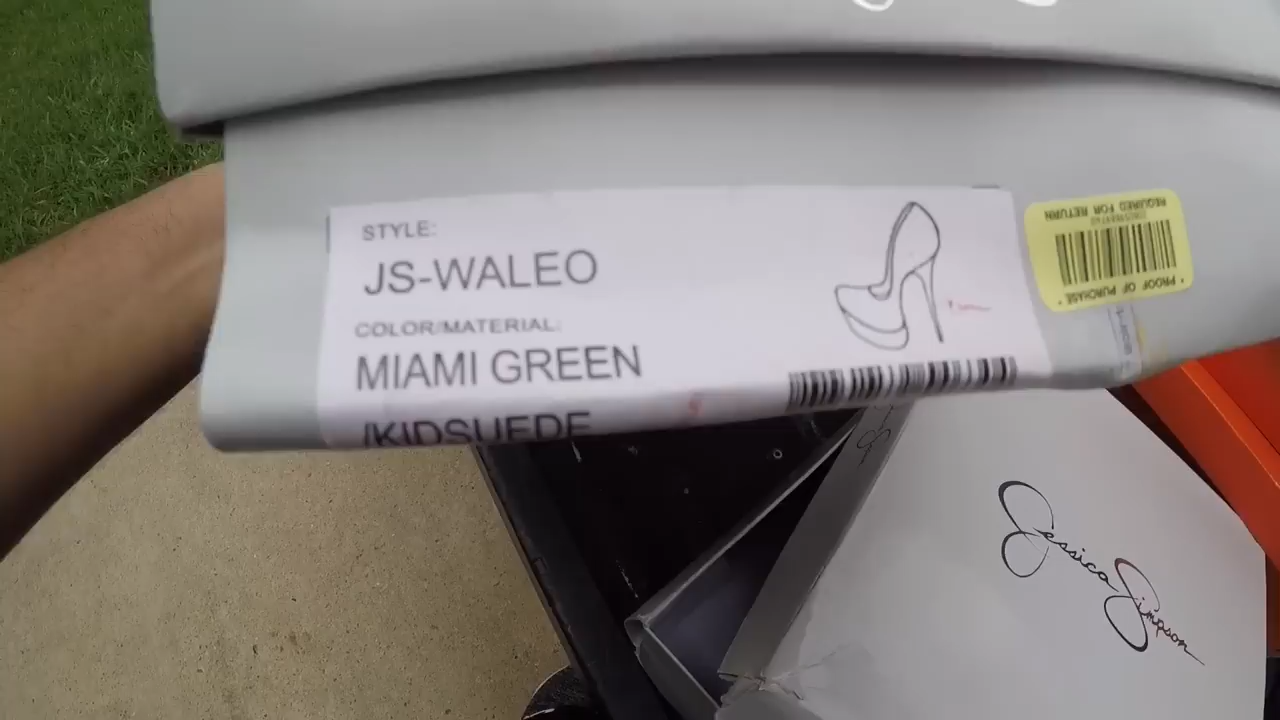 STYLE:
JS-WALEO
COLOR/MATERIAL:
MIAMI GREEN
/KIDSUEDE
REQUIRED FOR RETURN
* PROOF OF PURCHASE *
Jessica Simpson